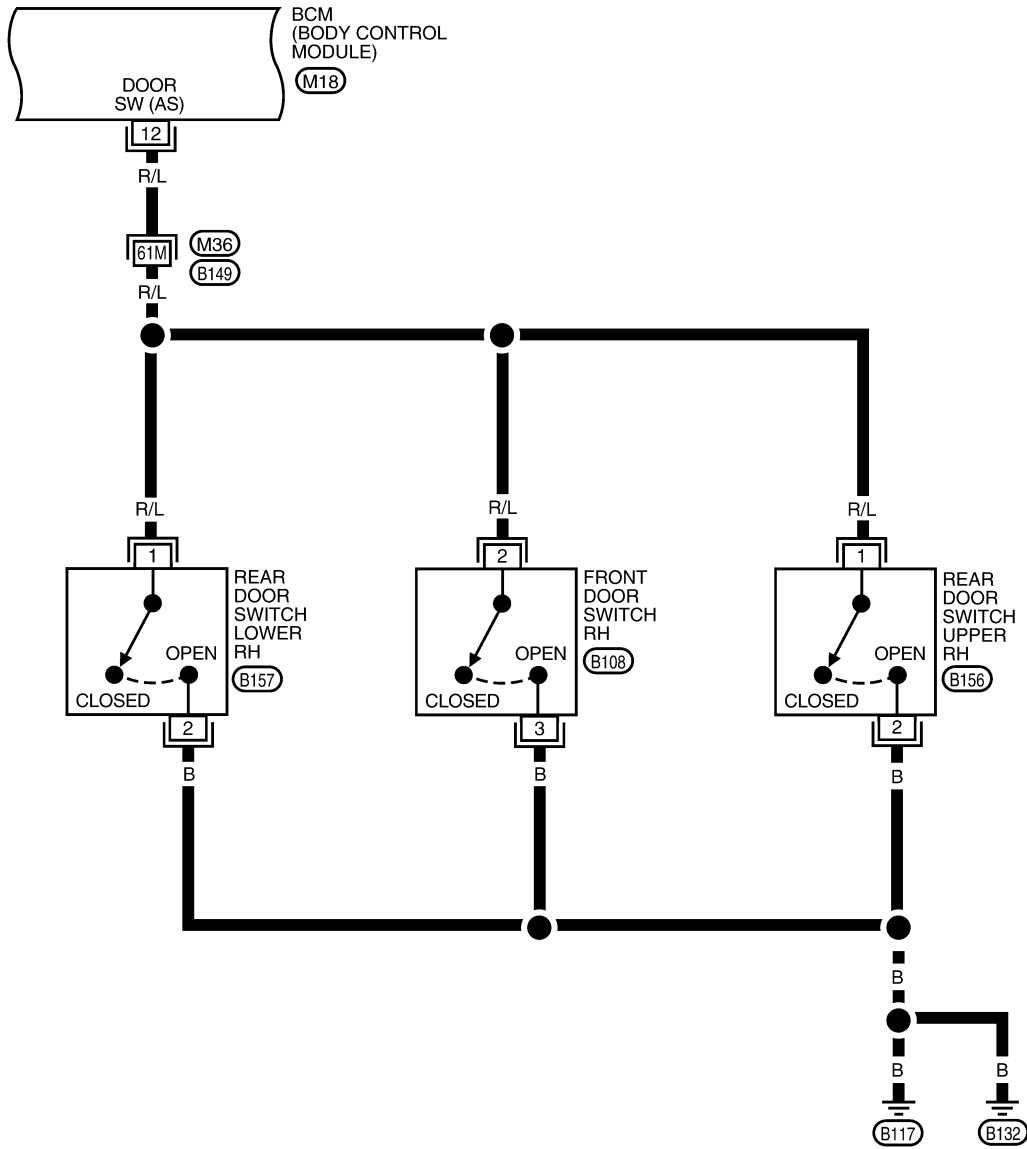 BCM
(BODY CONTROL
MODULE)
M18
DOOR
SW (AS)
12
R/L
61M
M36
B149
R/L
R/L
R/L
R/L
1
2
1
REAR
DOOR
SWITCH
LOWER
RH
B157
OPEN
CLOSED
FRONT
DOOR
SWITCH
RH
B108
OPEN
CLOSED
REAR
DOOR
SWITCH
UPPER
RH
B156
OPEN
CLOSED
2
3
2
B
B
B
B
B
B
B117
B132